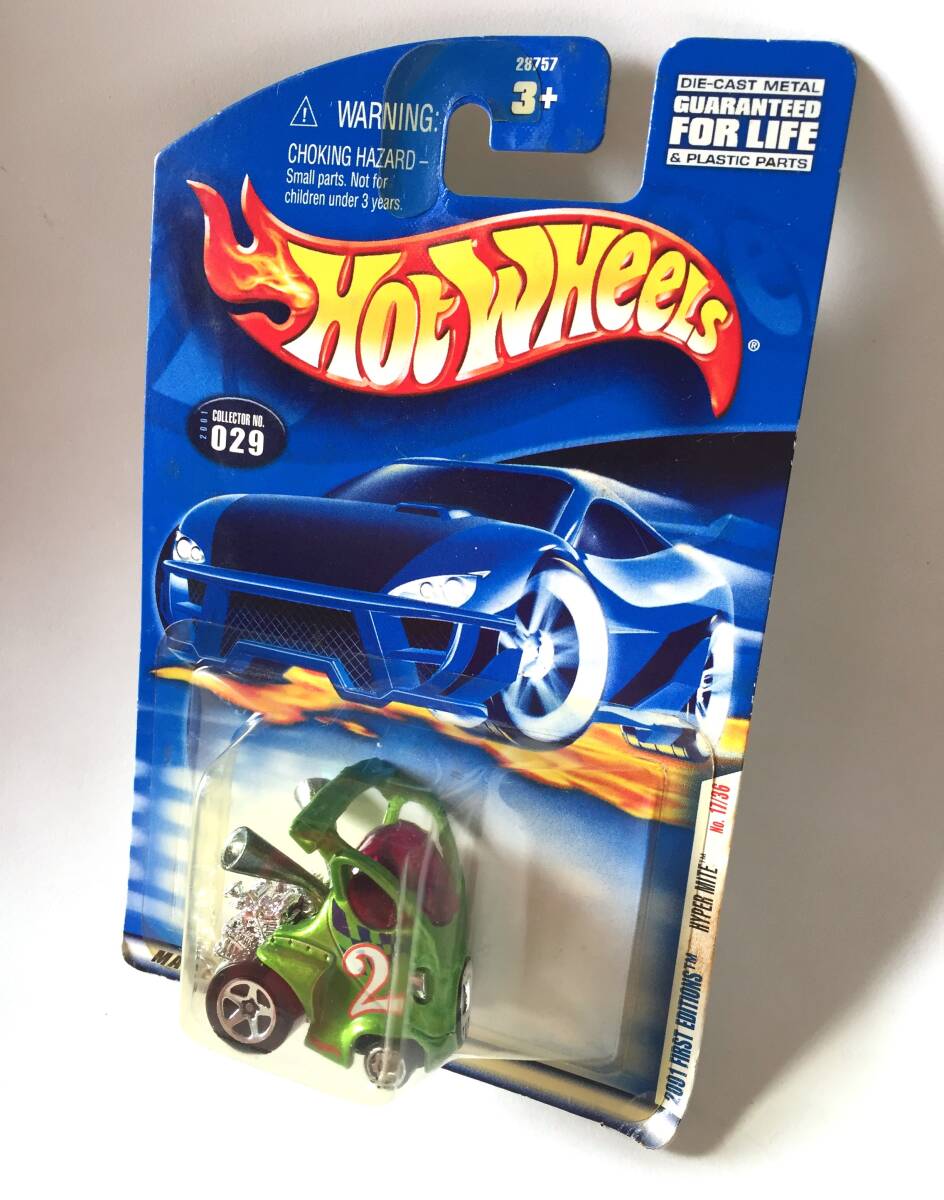 28757
3+
WARNING:
CHOKING HAZARD –
Small parts. Not for
children under 3 years.
DIE-CAST METAL
GUARANTEED
FOR LIFE
& PLASTIC PARTS
HOT WHEELS®
2001
COLLECTOR NO.
029
2
2001 FIRST EDITIONS™ HYPER MITE™ No. 17/36